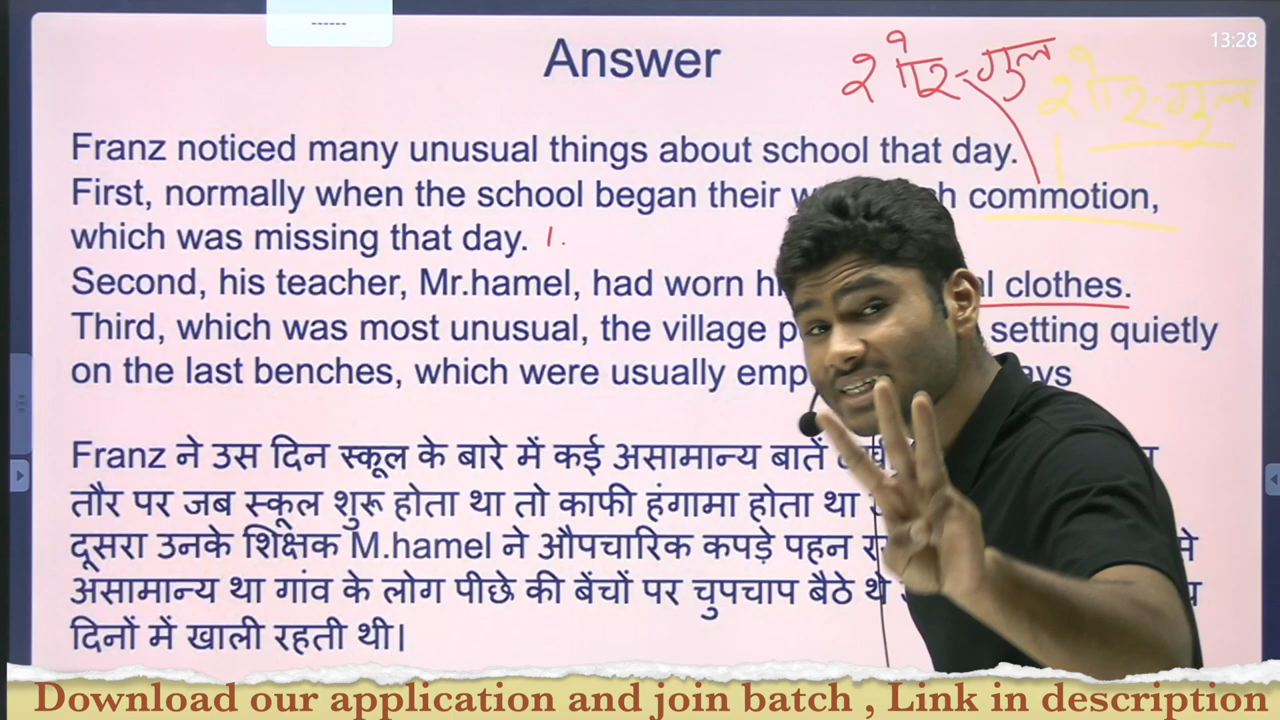 ------
Answer
शोर-गुल
शोर-गुल
13:28
Franz noticed many unusual things about school that day.
First, normally when the school began their commotion,
which was missing that day. 1.
Second, his teacher, Mr.hamel, had worn clothes.
Third, which was most unusual, the village setting quietly
on the last benches, which were usually
Franz ने उस दिन स्कूल के बारे में कई असामान्य बातें
तौर पर जब स्कूल शुरू होता था तो काफी हंगामा होता था
दूसरा उनके शिक्षक M.hamel ने औपचारिक कपड़े पहन
असामान्य था गांव के लोग पीछे की बेंचों पर चुपचाप बैठे थे
दिनों में खाली रहती थी।
Download our application and join batch , Link in description